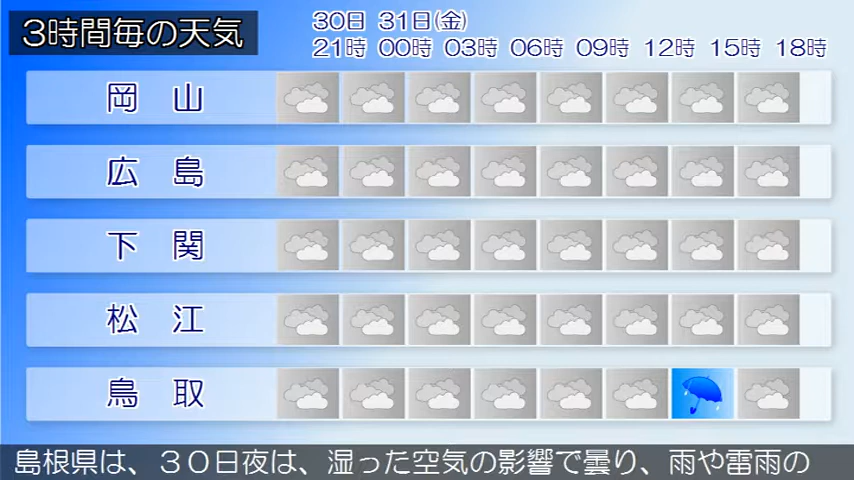 3時間毎の天気
30日 31日(金)
21時 00時 03時 06時 09時 12時 15時 18時
岡 山
広 島
下 関
松 江
鳥 取
島根県は、３０日夜は、湿った空気の影響で曇り、雨や雷雨の